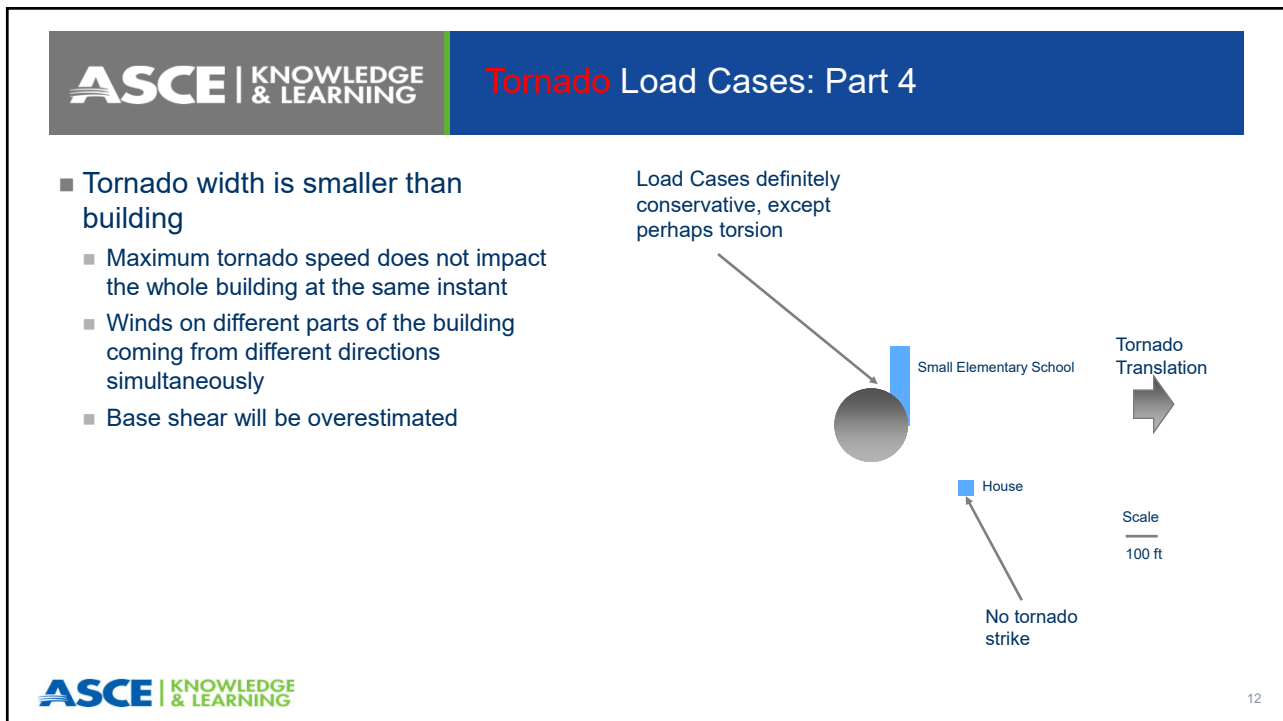 ASCE | KNOWLEDGE
& LEARNING
Tornado Load Cases: Part 4
Tornado width is smaller than
building
Maximum tornado speed does not impact
the whole building at the same instant
Winds on different parts of the building
coming from different directions
simultaneously
Base shear will be overestimated
Load Cases definitely
conservative, except
perhaps torsion
Small Elementary School
Tornado
Translation
House
Scale
100 ft
No tornado
strike
ASCE | KNOWLEDGE
& LEARNING
12